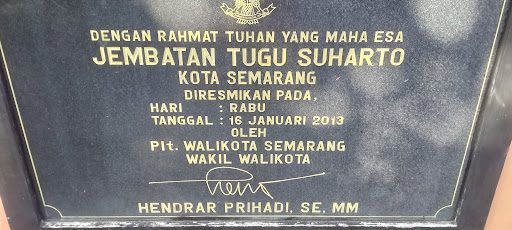 DENGAN RAHMAT TUHAN YANG MAHA ESA
JEMBATAN TUGU SUHARTO
KOTA SEMARANG
DIRESMIKAN PADA,
HARI : RABU
TANGGAL : 16 JANUARI 2013
OLEH
Plt. WALIKOTA SEMARANG
WAKIL WALIKOTA
HENDRAR PRIHADI, SE, MM